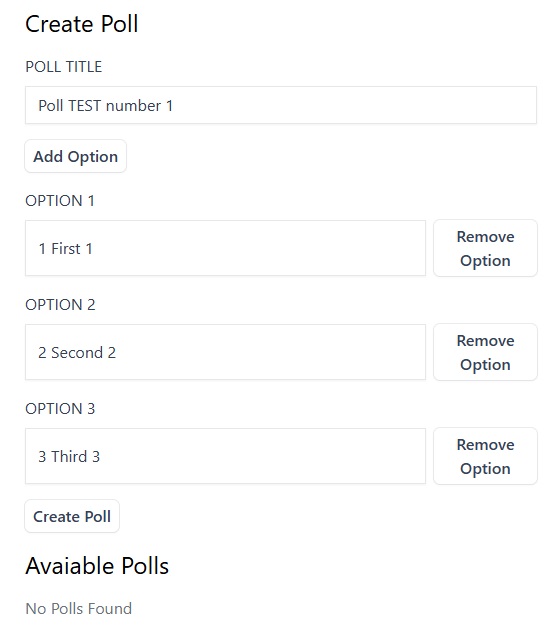 Create Poll
POLL TITLE
Poll TEST number 1
Add Option
OPTION 1
1 First 1
Remove
Option
OPTION 2
2 Second 2
Remove
Option
OPTION 3
3 Third 3
Remove
Option
Create Poll
Avaiable Polls
No Polls Found